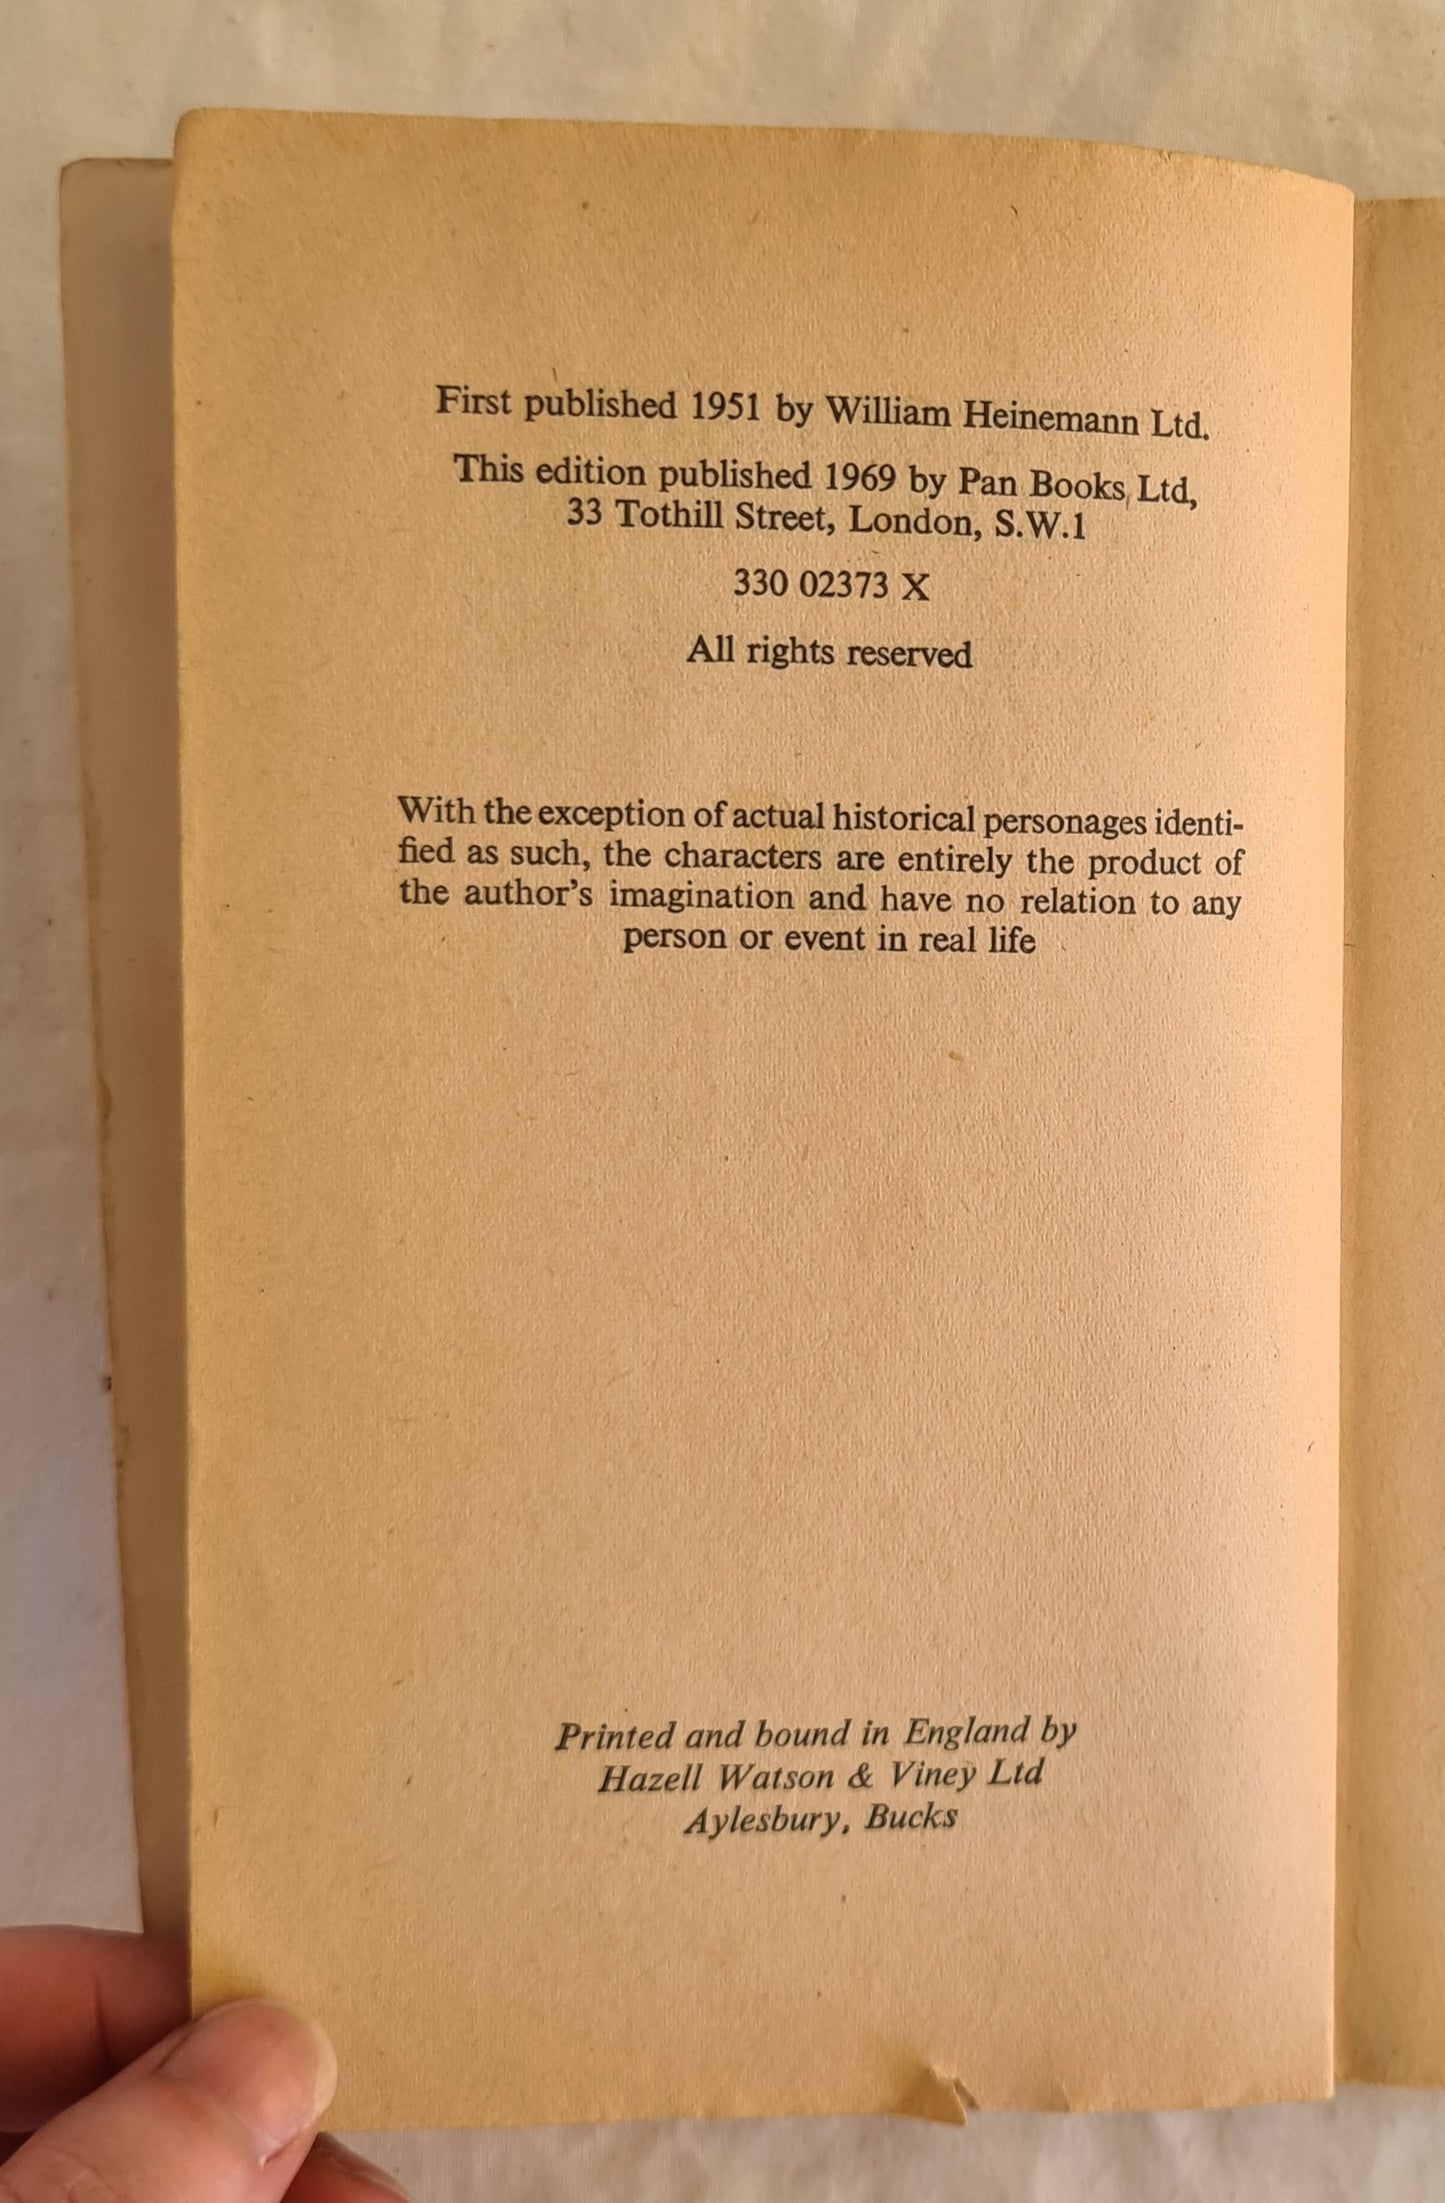 First published 1951 by William Heinemann Ltd.
This edition published 1969 by Pan Books Ltd,
33 Tothill Street, London, S.W.1
330 02373 X
All rights reserved
With the exception of actual historical personages identi-
fied as such, the characters are entirely the product of
the author's imagination and have no relation to any
person or event in real life
Printed and bound in England by
Hazell Watson & Viney Ltd
Aylesbury, Bucks